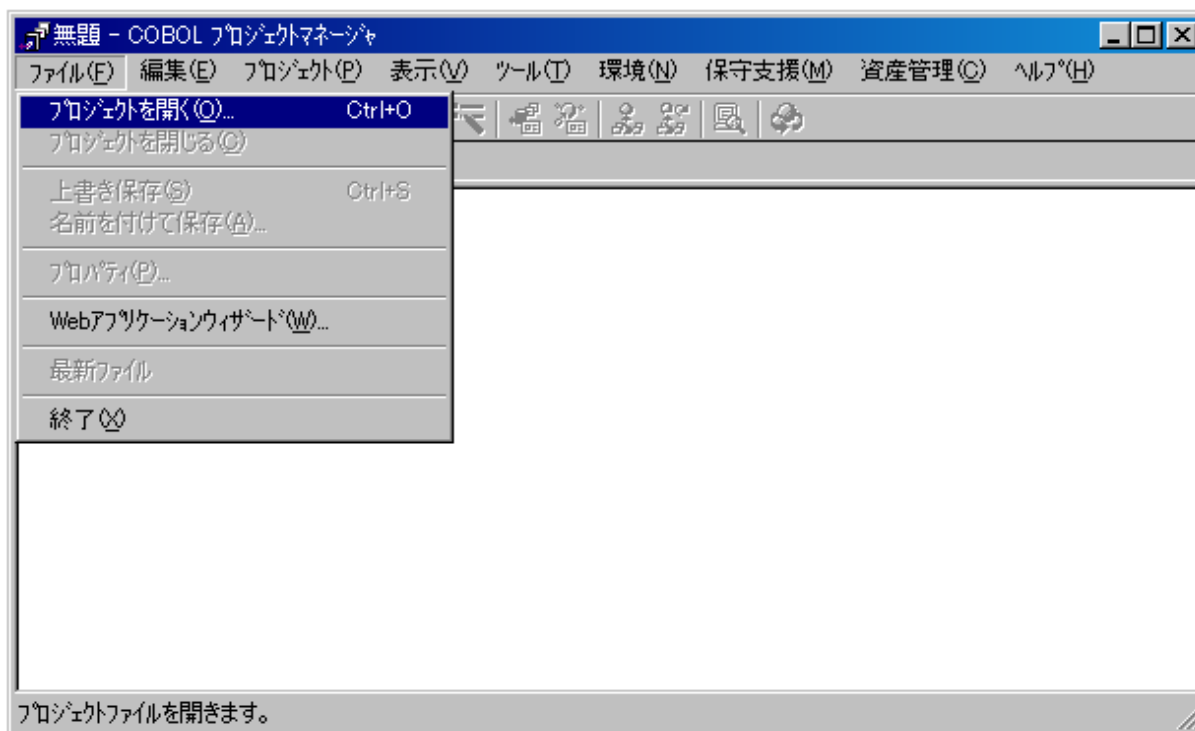 無題 - COBOL ﾌﾟﾛｼﾞｪｸﾄﾏﾈｰｼﾞｬ
ﾌｧｲﾙ(F) 編集(E) ﾌﾟﾛｼﾞｪｸﾄ(P) 表示(V) ﾂｰﾙ(T) 環境(N) 保守支援(M) 資産管理(C) ﾍﾙﾌﾟ(H)
ﾌﾟﾛｼﾞｪｸﾄを開く(O)... Ctrl+O
ﾌﾟﾛｼﾞｪｸﾄを閉じる(C)
上書き保存(S) Ctrl+S
名前を付けて保存(A)...
ﾌﾟﾛﾊﾟﾃｨ(P)...
Webｱﾌﾟﾘｹｰｼｮﾝｳｨｻﾞｰﾄﾞ(W)...
最新ﾌｧｲﾙ
終了(X)
ﾌﾟﾛｼﾞｪｸﾄﾌｧｲﾙを開きます。